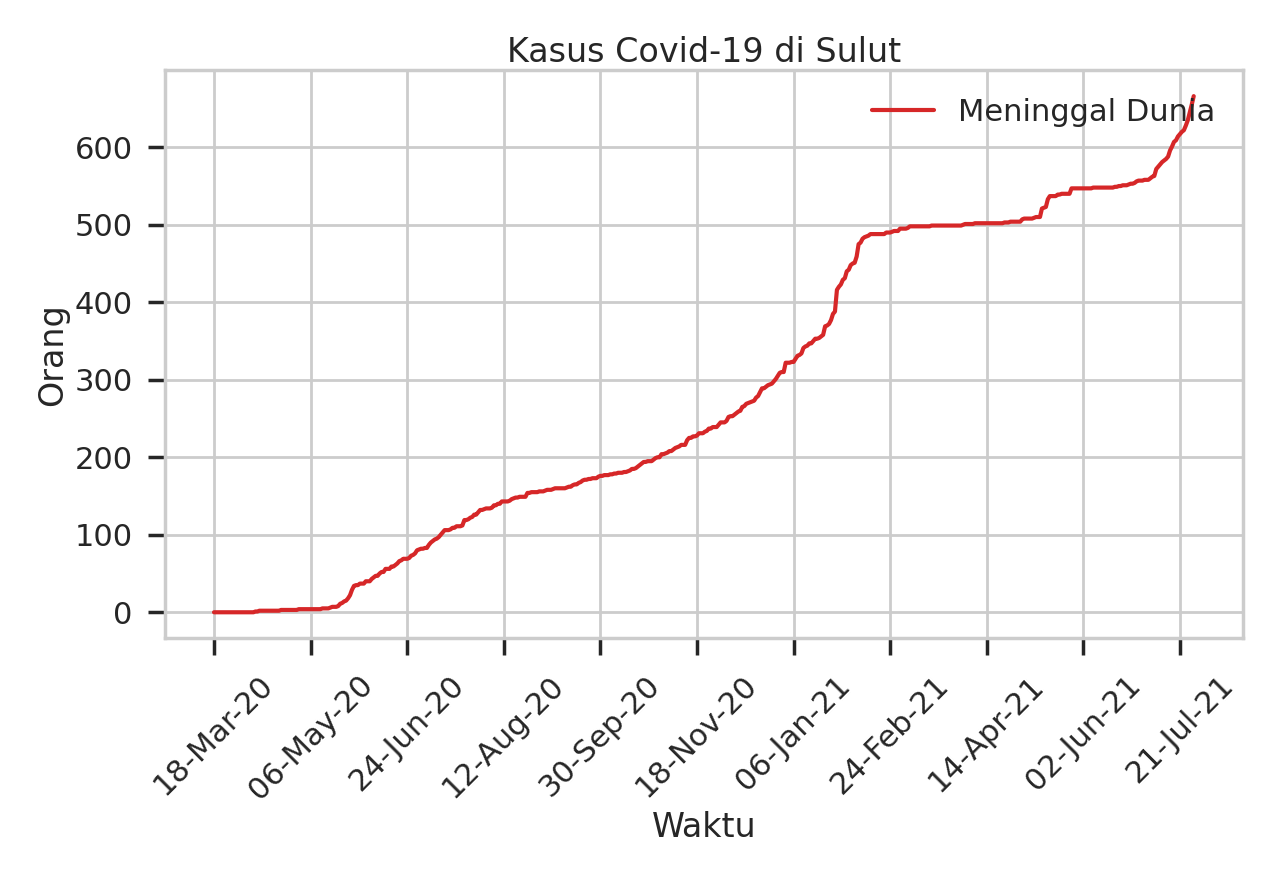 Kasus Covid-19 di Sulut
Meninggal Dunia
Orang
600
500
400
300
200
100
0
18-Mar-20
06-May-20
24-Jun-20
12-Aug-20
30-Sep-20
18-Nov-20
06-Jan-21
24-Feb-21
14-Apr-21
02-Jun-21
21-Jul-21
Waktu